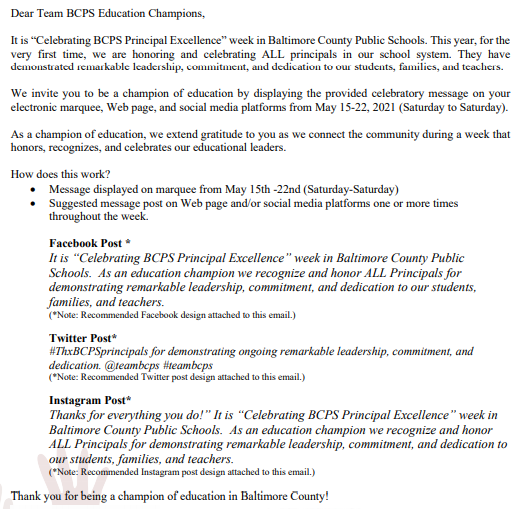 Dear Team BCPS Education Champions,
It is “Celebrating BCPS Principal Excellence” week in Baltimore County Public Schools. This year, for the
very first time, we are honoring and celebrating ALL principals in our school system. They have
demonstrated remarkable leadership, commitment, and dedication to our students, families, and teachers.
We invite you to be a champion of education by displaying the provided celebratory message on your
electronic marquee, Web page, and social media platforms from May 15-22, 2021 (Saturday to Saturday).
As a champion of education, we extend gratitude to you as we connect the community during a week that
honors, recognizes, and celebrates our educational leaders.
How does this work?
• Message displayed on marquee from May 15th -22nd (Saturday-Saturday)
• Suggested message post on Web page and/or social media platforms one or more times
throughout the week.
Facebook Post *
It is “Celebrating BCPS Principal Excellence” week in Baltimore County Public
Schools. As an education champion we recognize and honor ALL Principals for
demonstrating remarkable leadership, commitment, and dedication to our students,
families, and teachers.
(*Note: Recommended Facebook design attached to this email.)
Twitter Post*
#ThxBCPSprincipals for demonstrating ongoing remarkable leadership, commitment, and
dedication. @teambcps #teambcps
(*Note: Recommended Twitter post design attached to this email.)
Instagram Post*
Thanks for everything you do!” It is “Celebrating BCPS Principal Excellence” week in
Baltimore County Public Schools. As an education champion we recognize and honor
ALL Principals for demonstrating remarkable leadership, commitment, and dedication to
our students, families, and teachers.
(*Note: Recommended Instagram post design attached to this email.)
Thank you for being a champion of education in Baltimore County!